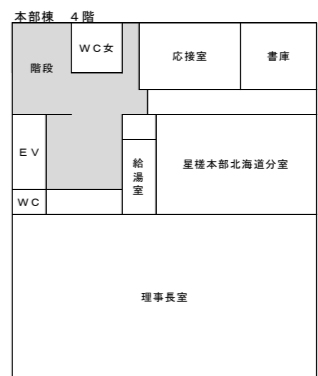 本部棟　４階
ＷＣ女
応接室
書庫
階段
ＥＶ
給湯室
星槎本部北海道分室
ＷＣ
理事長室